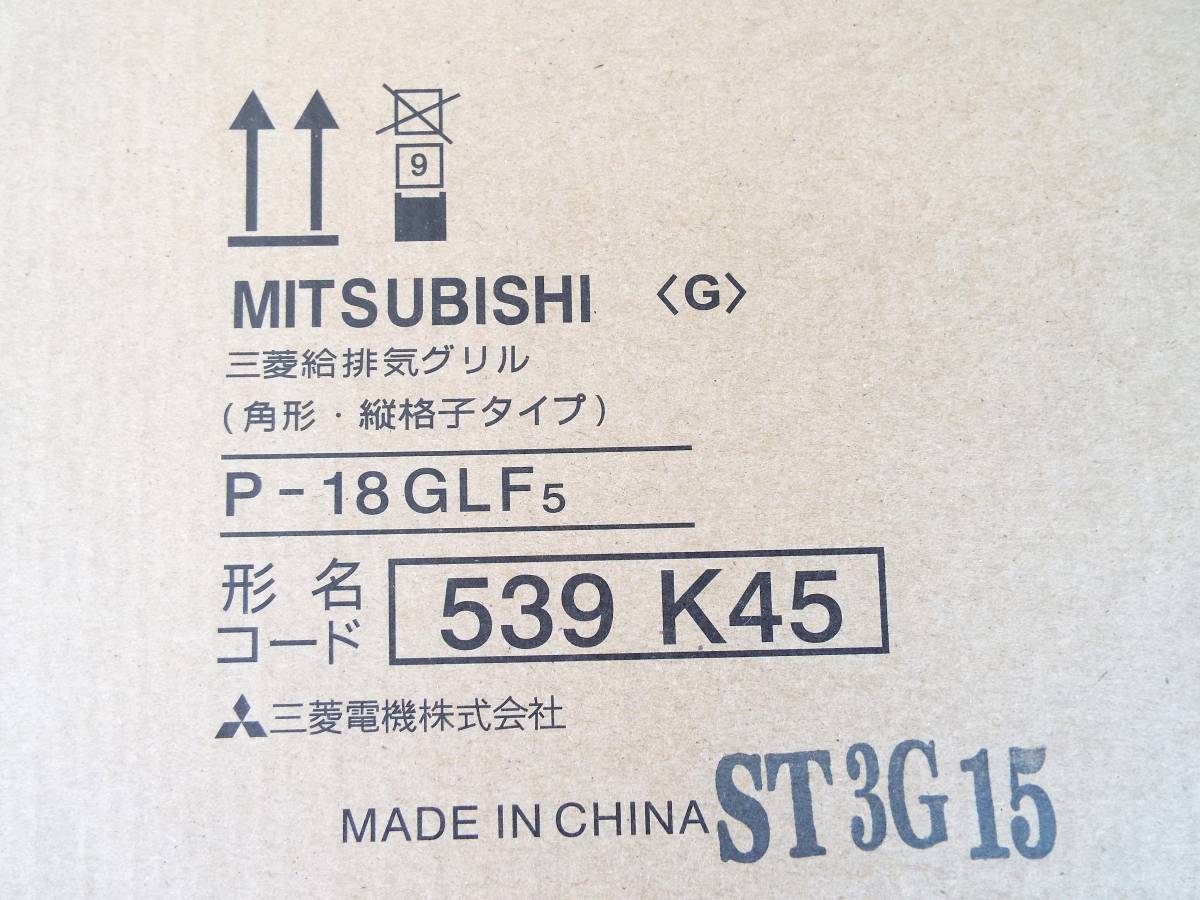 9
MITSUBISHI 〈G〉
三菱給排気グリル
(角形・縦格子タイプ)
P-18GLF5
形名
コード
539 K45
三菱電機株式会社
MADE IN CHINA
ST3G15